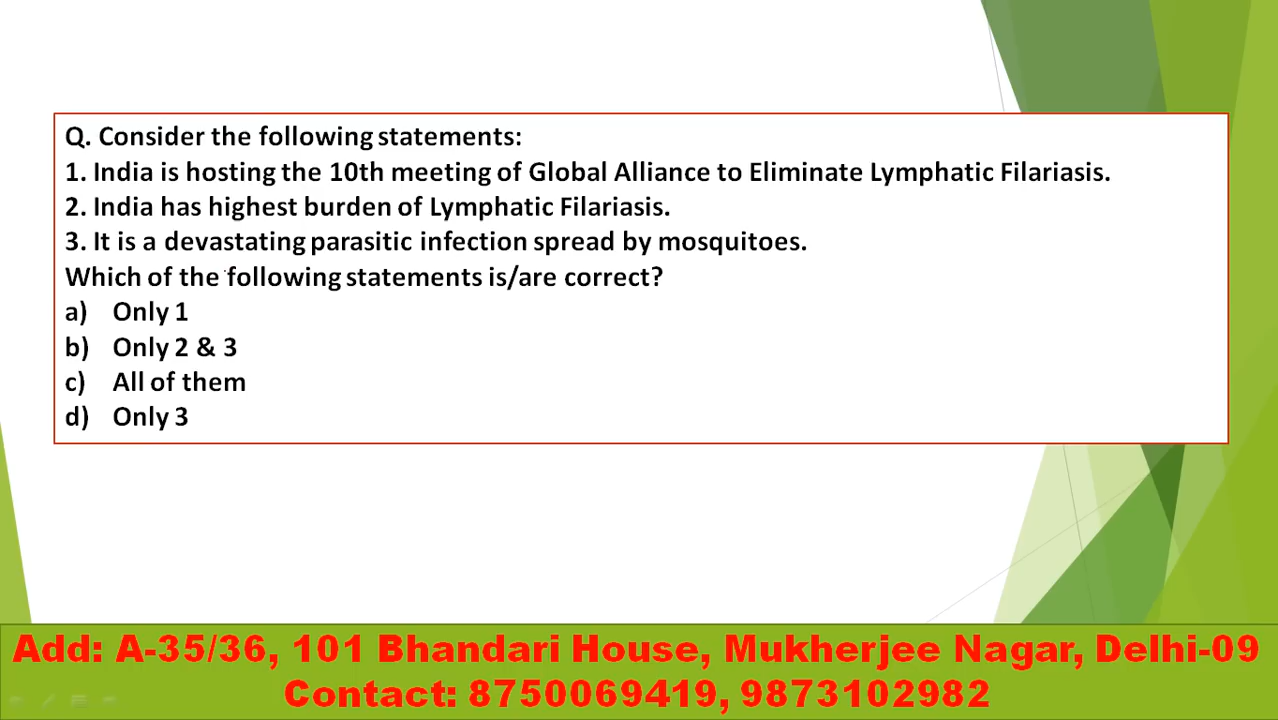 Q. Consider the following statements:
1. India is hosting the 10th meeting of Global Alliance to Eliminate Lymphatic Filariasis.
2. India has highest burden of Lymphatic Filariasis.
3. It is a devastating parasitic infection spread by mosquitoes.
Which of the following statements is/are correct?
a) Only 1
b) Only 2 & 3
c) All of them
d) Only 3
Add: A-35/36, 101 Bhandari House, Mukherjee Nagar, Delhi-09
Contact: 8750069419, 9873102982